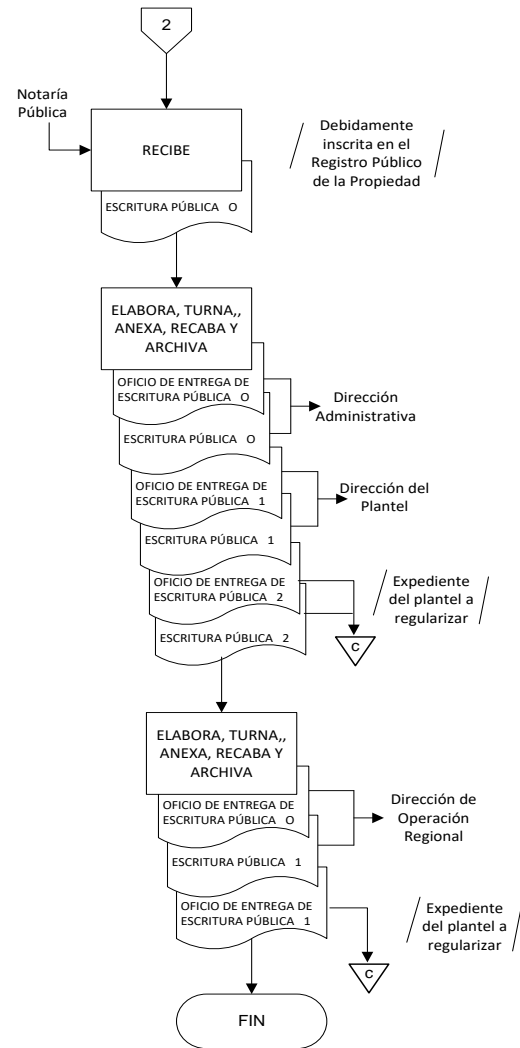 2
Notaría
Pública
RECIBE
/ Debidamente /
inscrita en el
Registro Público
de la Propiedad
ESCRITURA PÚBLICA O
ELABORA, TURNA,,
ANEXA, RECABA Y
ARCHIVA
OFICIO DE ENTREGA DE
ESCRITURA PÚBLICA O
Dirección
Administrativa
ESCRITURA PÚBLICA O
OFICIO DE ENTREGA DE
ESCRITURA PÚBLICA 1
Dirección del
Plantel
ESCRITURA PÚBLICA 1
OFICIO DE ENTREGA DE
ESCRITURA PÚBLICA 2
/ Expediente /
del plantel a
regularizar
ESCRITURA PÚBLICA 2
C
ELABORA, TURNA,,
ANEXA, RECABA Y
ARCHIVA
OFICIO DE ENTREGA DE
ESCRITURA PÚBLICA O
Dirección de
Operación
Regional
ESCRITURA PÚBLICA 1
OFICIO DE ENTREGA DE
ESCRITURA PÚBLICA 1
/ Expediente /
del plantel a
regularizar
C
FIN